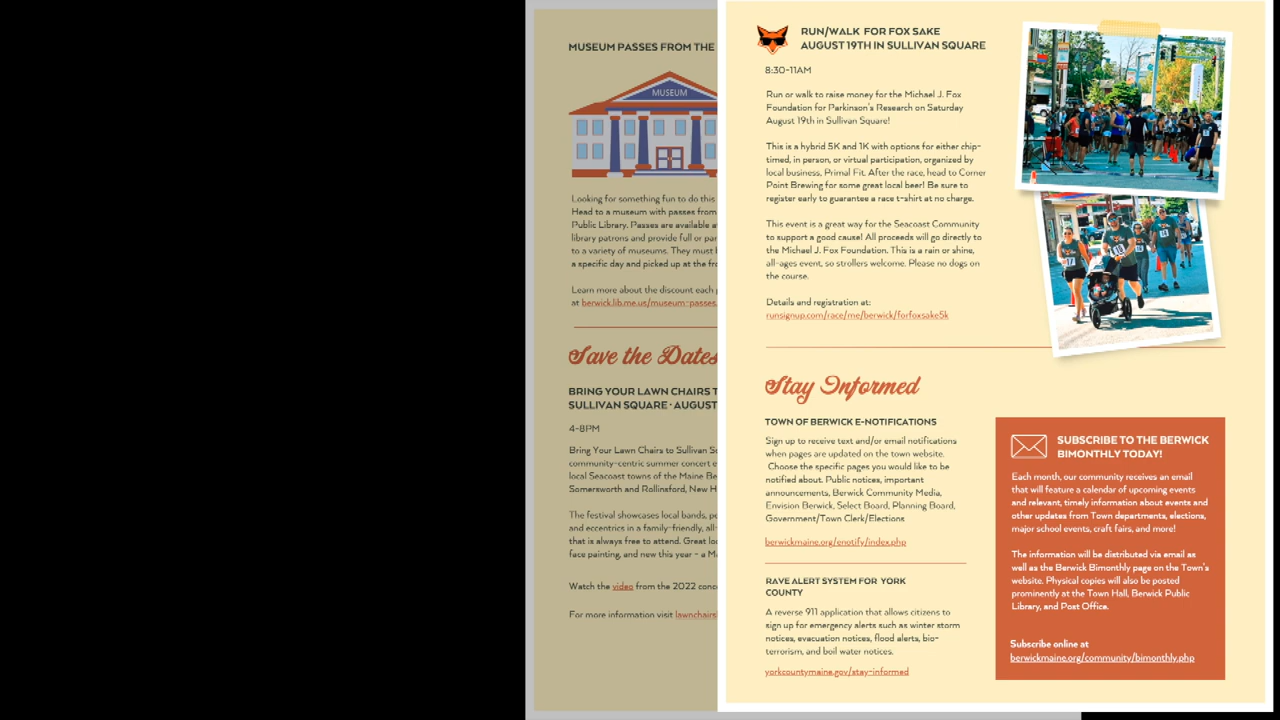 MUSEUM PASSES FROM THE
MUSEUM
Looking for something fun to do this
Head to a museum with passes from
Public Library. Passes are available
library patrons and provide full or
to a variety of museums. They must
a specific day and picked up at the
Learn more about the discount each
at berwick.lib.me.us/museum-passes.
Save the Dates
BRING YOUR LAWN CHAIRS
SULLIVAN SQUARE · AUGUST
4-8PM
Bring Your Lawn Chairs to Sullivan
community-centric summer concert
local Seacoast towns of the Maine
Somersworth and Rollinsford, New
The festival showcases local bands,
and eccentrics in a family-friendly,
that is always free to attend. Great
face painting, and new this year - a
Watch the video from the 2022
For more information visit
RUN/WALK FOR FOX SAKE
AUGUST 19TH IN SULLIVAN SQUARE
8:30-11AM
Run or walk to raise money for the Michael J. Fox
Foundation for Parkinson's Research on Saturday
August 19th in Sullivan Square!
This is a hybrid 5K and 1K with options for either chip-
timed, in person, or virtual participation, organized by
local business, Primal Fit. After the race, head to Corner
Point Brewing for some great local beer! Be sure to
register early to guarantee a race t-shirt at no charge.
This event is a great way for the Seacoast Community
to support a good cause! All proceeds will go directly to
the Michael J. Fox Foundation. This is a rain or shine,
all-ages event, so strollers welcome. Please no dogs on
the course.
Details and registration at:
runsignup.com/race/me/berwick/forfoxsake5k
Stay Informed
TOWN OF BERWICK E-NOTIFICATIONS
Sign up to receive text and/or email notifications
when pages are updated on the town website.
Choose the specific pages you would like to be
notified about. Public notices, important
announcements, Berwick Community Media,
Envision Berwick, Select Board, Planning Board,
Government/Town Clerk/Elections
berwickmaine.org/enotify/index.php
RAVE ALERT SYSTEM FOR YORK
COUNTY
A reverse 911 application that allows citizens to
sign up for emergency alerts such as winter storm
notices, evacuation notices, flood alerts, bio-
terrorism, and boil water notices.
yorkcountymaine.gov/stay-informed
SUBSCRIBE TO THE BERWICK
BIMONTHLY TODAY!
Each month, our community receives an email
that will feature a calendar of upcoming events
and relevant, timely information about events and
other updates from Town departments, elections,
major school events, craft fairs, and more!
The information will be distributed via email as
well as the Berwick Bimonthly page on the Town's
website. Physical copies will also be posted
prominently at the Town Hall, Berwick Public
Library, and Post Office.
Subscribe online at
berwickmaine.org/community/bimonthly.php